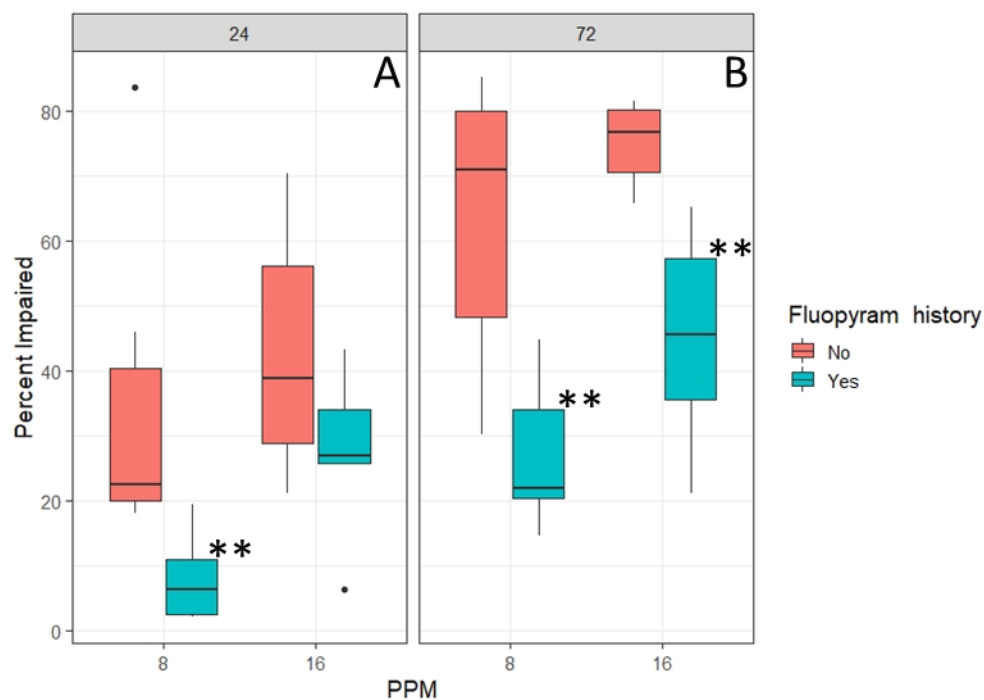 24
72
A
B
80
60
40
20
0
Percent Impaired
**
**
**
8
16
8
16
PPM
Fluopyram history
No
Yes